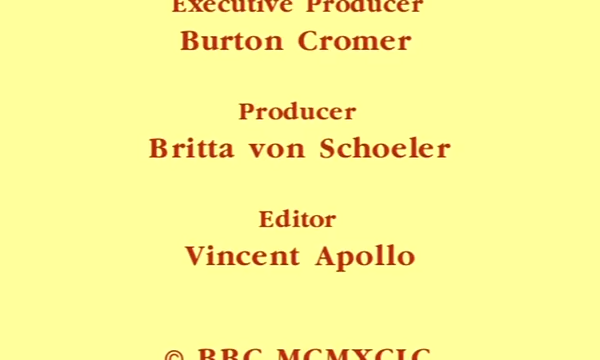 Executive Producer
Burton Cromer
Producer
Britta von Schoeler
Editor
Vincent Apollo
© BBC MCMXCIC